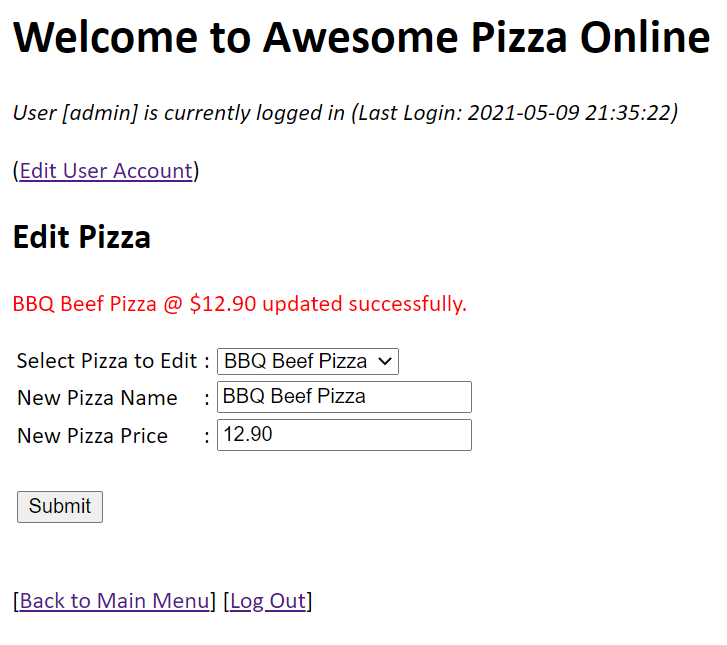 Welcome to Awesome Pizza Online
User [admin] is currently logged in (Last Login: 2021-05-09 21:35:22)
(Edit User Account)
Edit Pizza
BBQ Beef Pizza @ $12.90 updated successfully.
Select Pizza to Edit : BBQ Beef Pizza
New Pizza Name : BBQ Beef Pizza
New Pizza Price : 12.90
Submit
[Back to Main Menu] [Log Out]